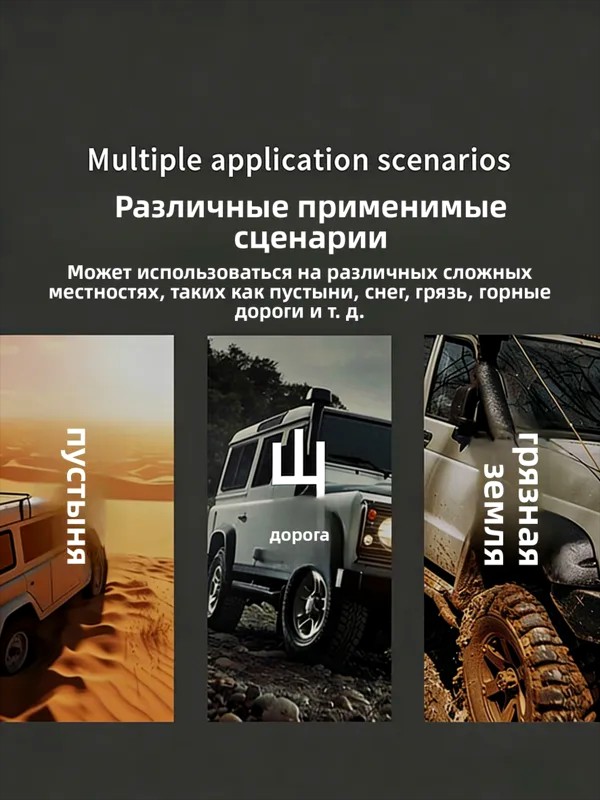 Multiple application scenarios
Различные применимые
сценарии
Может использоваться на различных сложных
местностях, таких как пустыни, снег, грязь, горные
дороги и т. д.
пустыня
Щ
дорога
грязная
земля